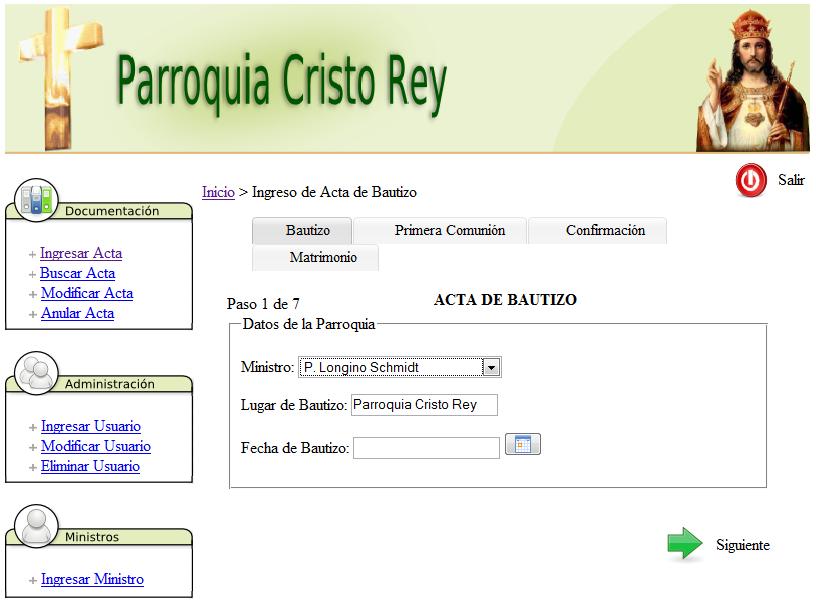 Parroquia Cristo Rey
Salir
Documentación
Ingresar Acta
Buscar Acta
Modificar Acta
Anular Acta
Administración
Ingresar Usuario
Modificar Usuario
Eliminar Usuario
Ministros
Ingresar Ministro
Inicio > Ingreso de Acta de Bautizo
Bautizo Primera Comunión Confirmación
Matrimonio
Paso 1 de 7 ACTA DE BAUTIZO
Datos de la Parroquia
Ministro: P. Longino Schmidt
Lugar de Bautizo: Parroquia Cristo Rey
Fecha de Bautizo:
Siguiente